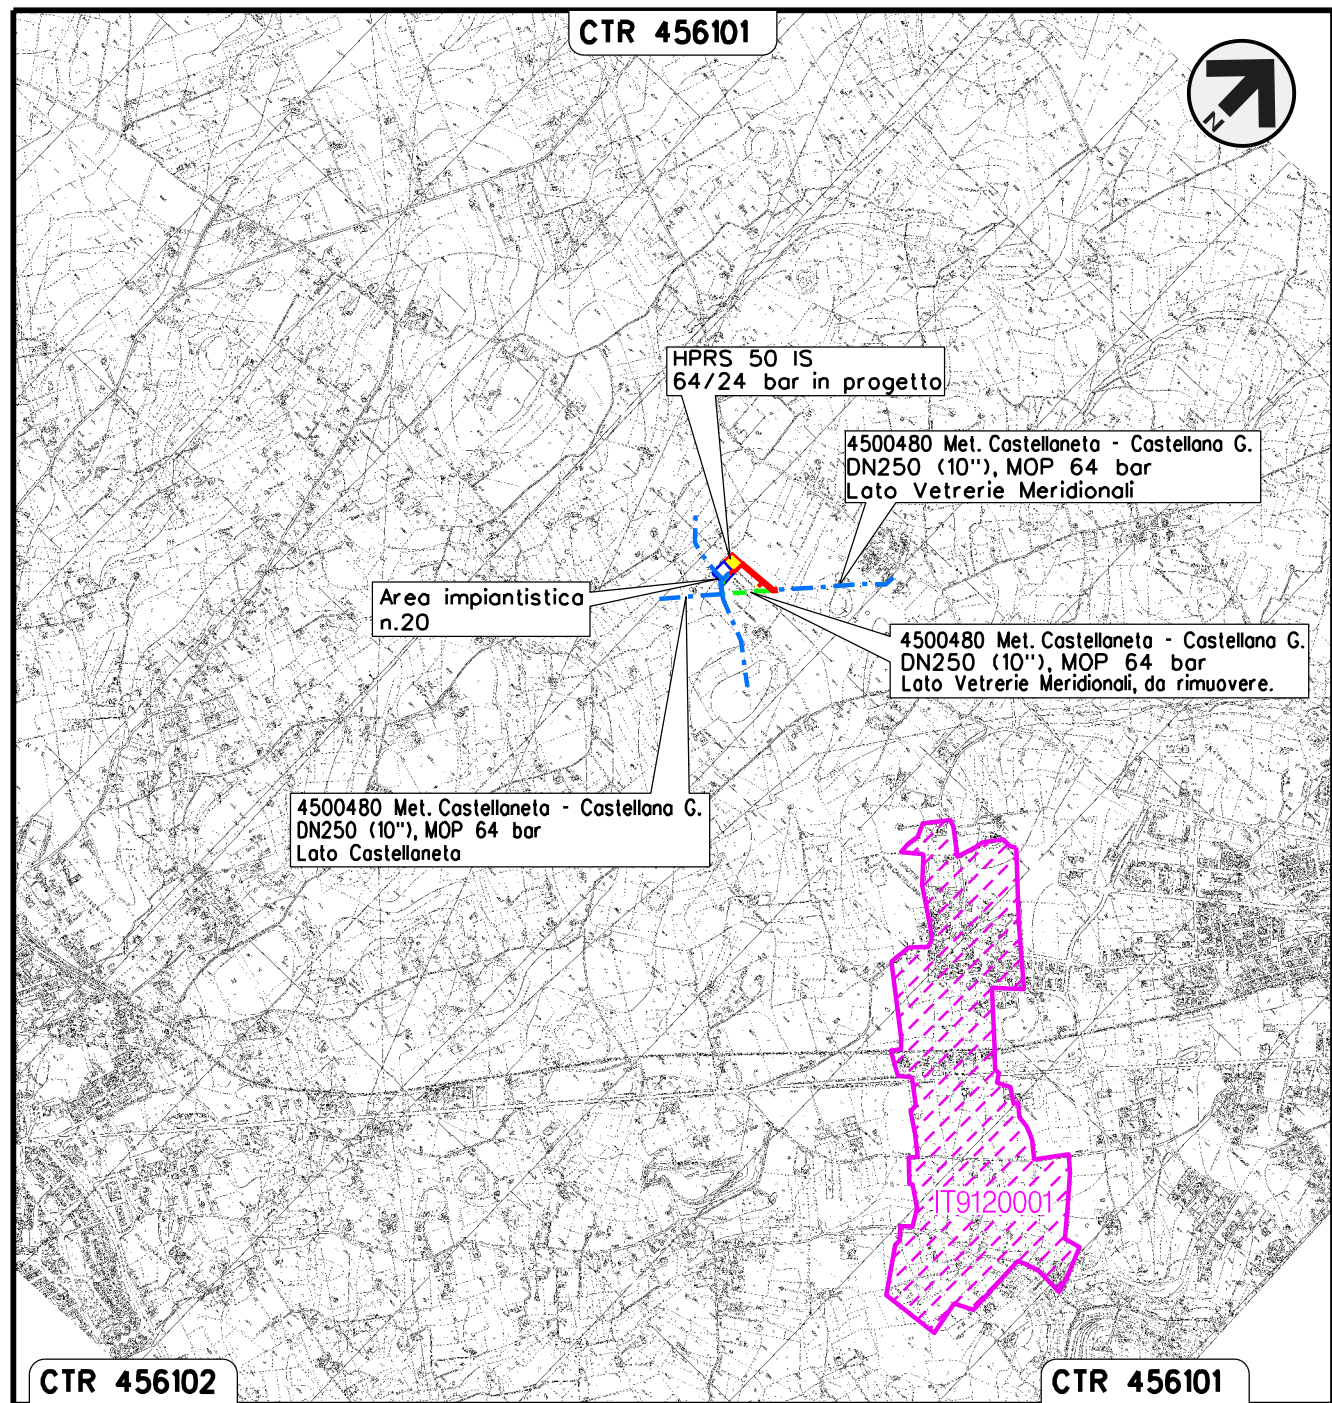 CTR 456101
N
HPRS 50 IS
64/24 bar in progetto
4500480 Met. Castellaneta - Castellana G.
DN250 (10"), MOP 64 bar
Lato Vetrerie Meridionali
Area impiantistica
n.20
4500480 Met. Castellaneta - Castellana G.
DN250 (10"), MOP 64 bar
Lato Vetrerie Meridionali, da rimuovere.
4500480 Met. Castellaneta - Castellana G.
DN250 (10"), MOP 64 bar
Lato Castellaneta
IT9120001
CTR 456102
CTR 456101